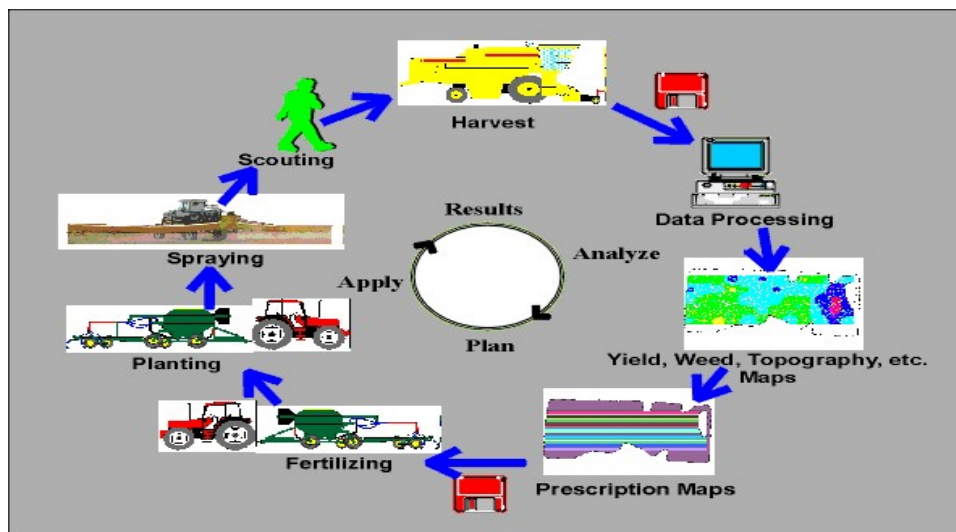 Harvest
Scouting
Data Processing
Results
Spraying
Analyze
Apply
Plan
Planting
Yield, Weed, Topography, etc.
Maps
Fertilizing
Prescription Maps